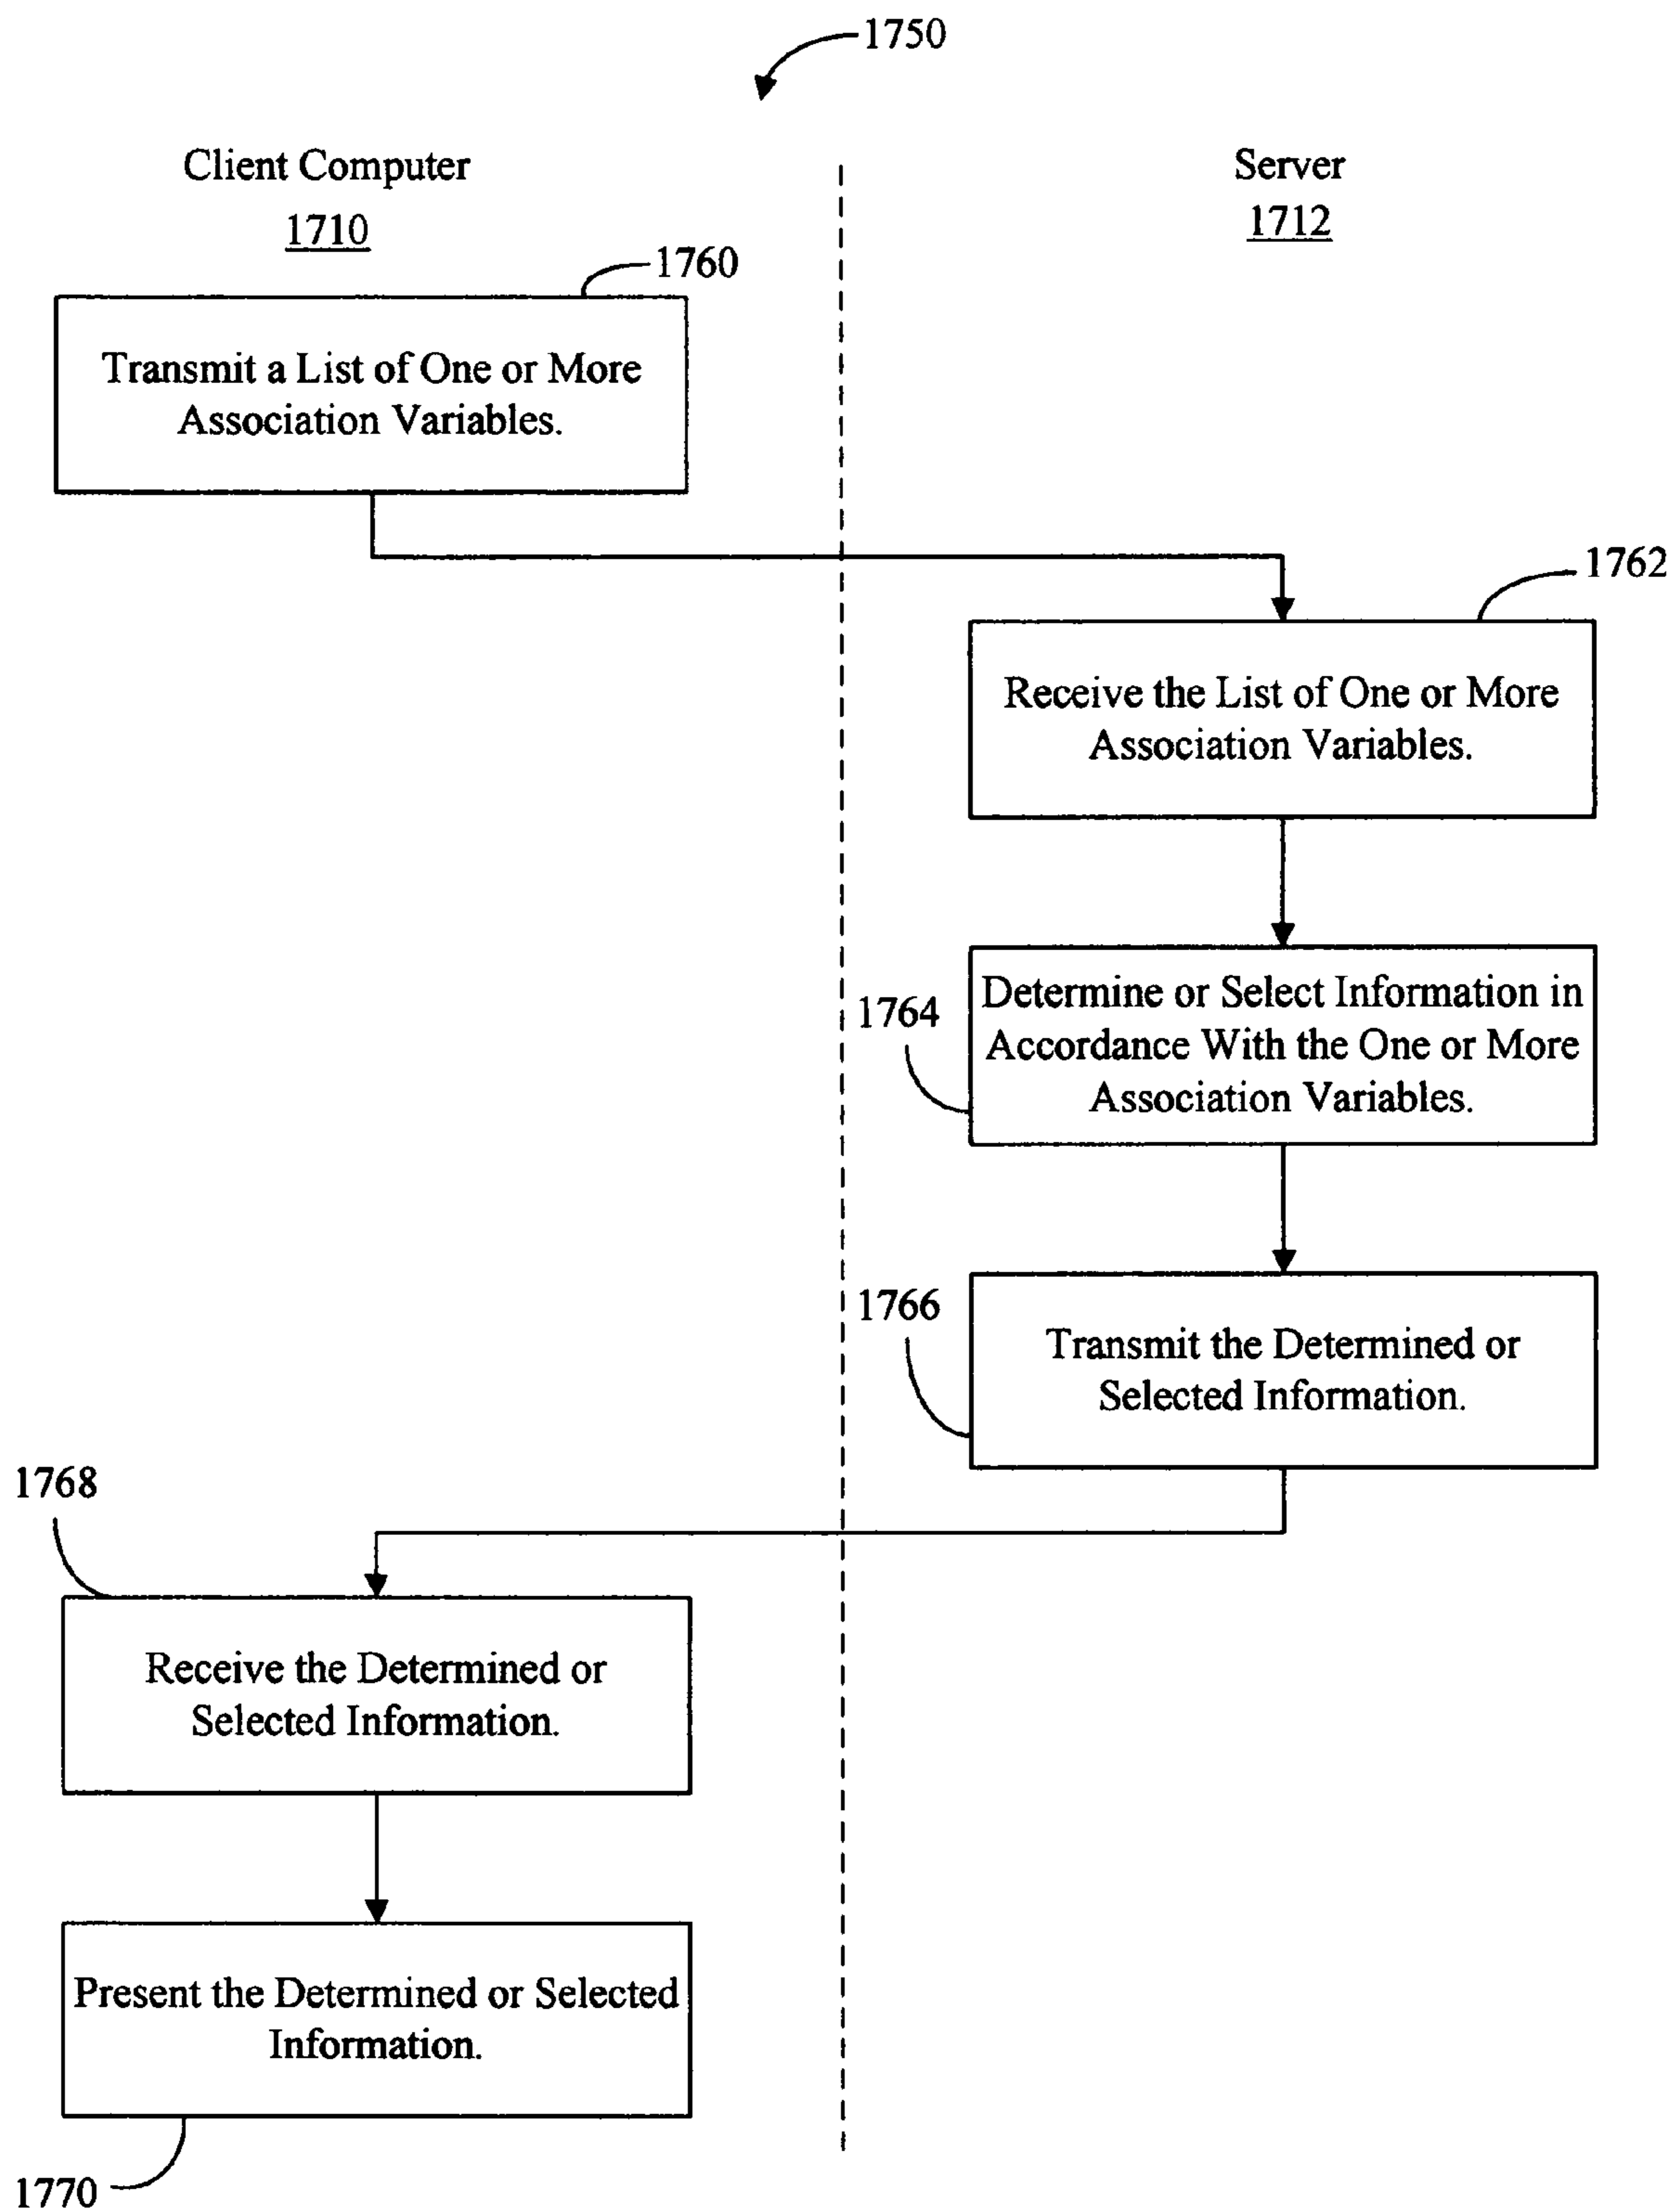 1750
Client Computer
1710
Server
1712
1760
Transmit a List of One or More
Association Variables.
1762
Receive the List of One or More
Association Variables.
1764
Determine or Select Information in
Accordance With the One or More
Association Variables.
1766
Transmit the Determined or
Selected Information.
1768
Receive the Determined or
Selected Information.
Present the Determined or Selected
Information.
1770